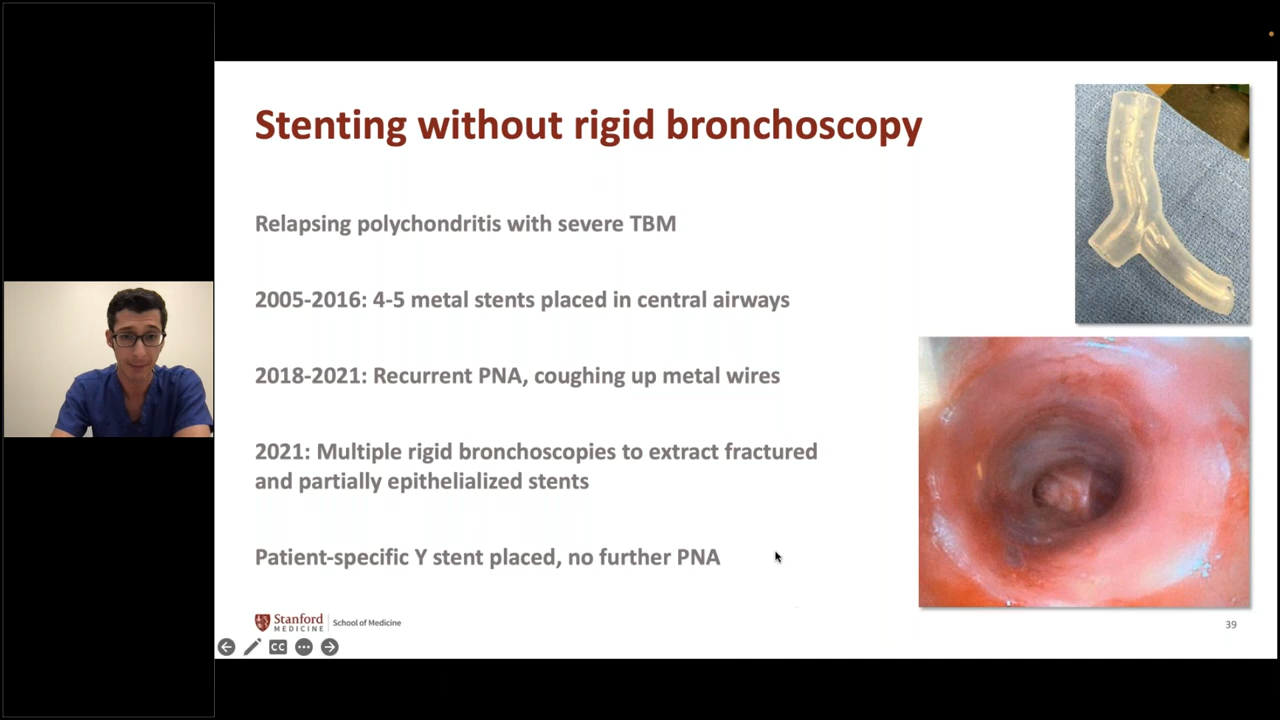 Stenting without rigid bronchoscopy
Relapsing polychondritis with severe TBM
2005-2016: 4-5 metal stents placed in central airways
2018-2021: Recurrent PNA, coughing up metal wires
2021: Multiple rigid bronchoscopies to extract fractured
and partially epithelialized stents
Patient-specific Y stent placed, no further PNA
Stanford
MEDICINE
School of Medicine
39
CC